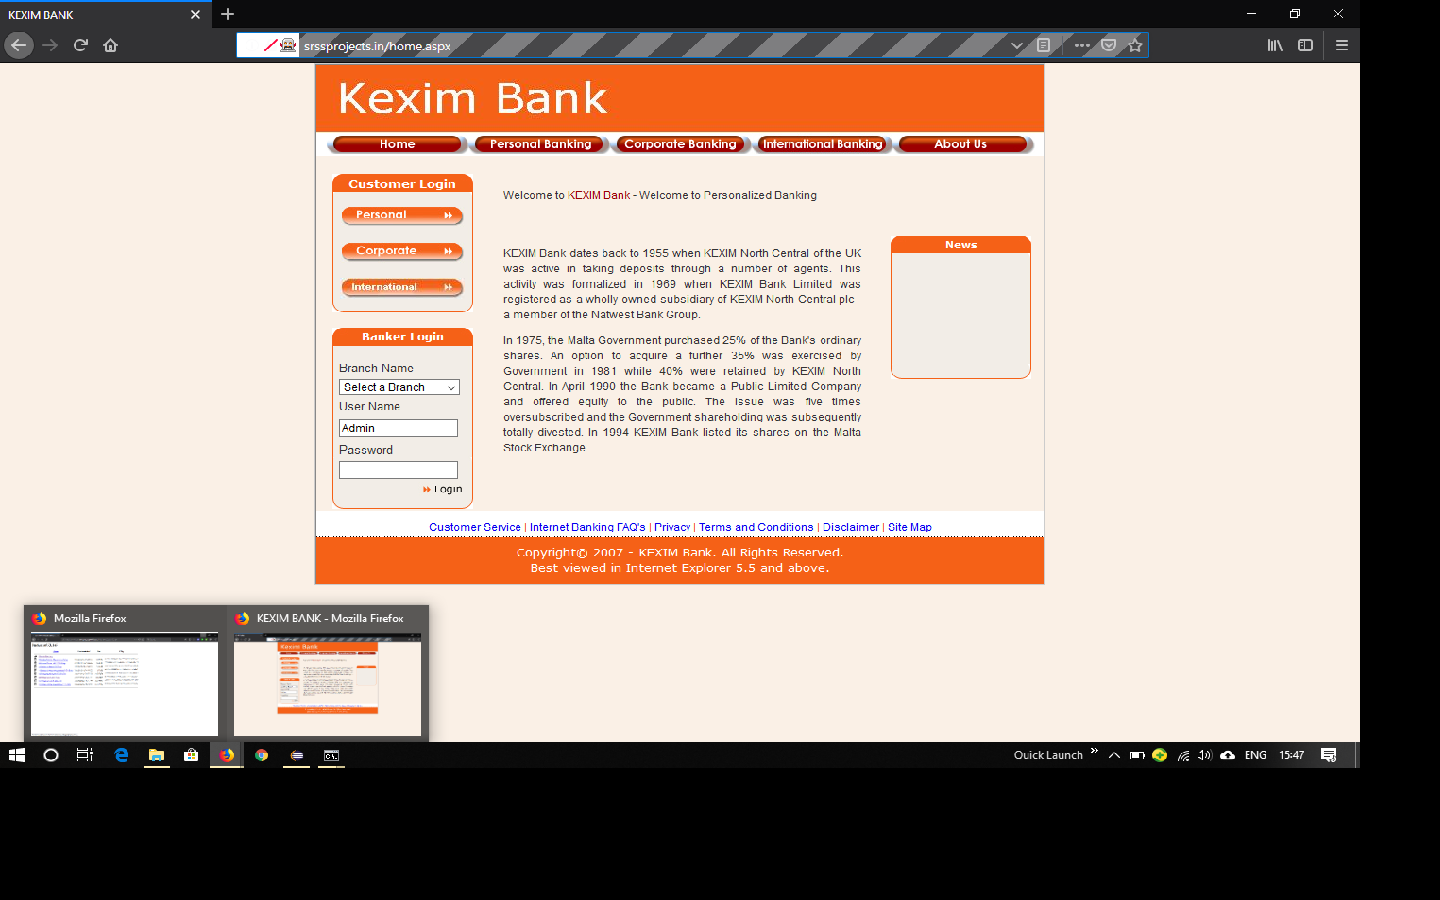 KEXIM BANK
srssprojects.in/home.aspx
Kexim Bank
Home
Personal Banking
Corporate Banking
International Banking
About Us
Customer Login
Personal
Corporate
International
Banker Login
Branch Name
Select a Branch
User Name
Admin
Password
Login
Welcome to KEXIM Bank - Welcome to Personalized Banking
KEXIM Bank dates back to 1955 when KEXIM North Central of the UK
was active in taking deposits through a number of agents. This
activity was formalized in 1969 when KEXIM Bank Limited was
registered as a wholly owned subsidiary of KEXIM North Central plc -
a member of the Natwest Bank Group.
In 1975, the Malta Government purchased 25% of the Bank's ordinary
shares. An option to acquire a further 35% was exercised by
Government in 1981 while 40% were retained by KEXIM North
Central. In April 1990 the Bank became a Public Limited Company
and offered equity to the public. The issue was five times
oversubscribed and the Government shareholding was subsequently
totally divested. In 1994 KEXIM Bank listed its shares on the Malta
Stock Exchange
News
Customer Service | Internet Banking FAQ's | Privacy | Terms and Conditions | Disclaimer | Site Map
Copyright© 2007 - KEXIM Bank. All Rights Reserved.
Best viewed in Internet Explorer 5.5 and above.
Mozilla Firefox
KEXIM BANK - Mozilla Firefox
Kexim Bank
Quick Launch
ENG
15:47